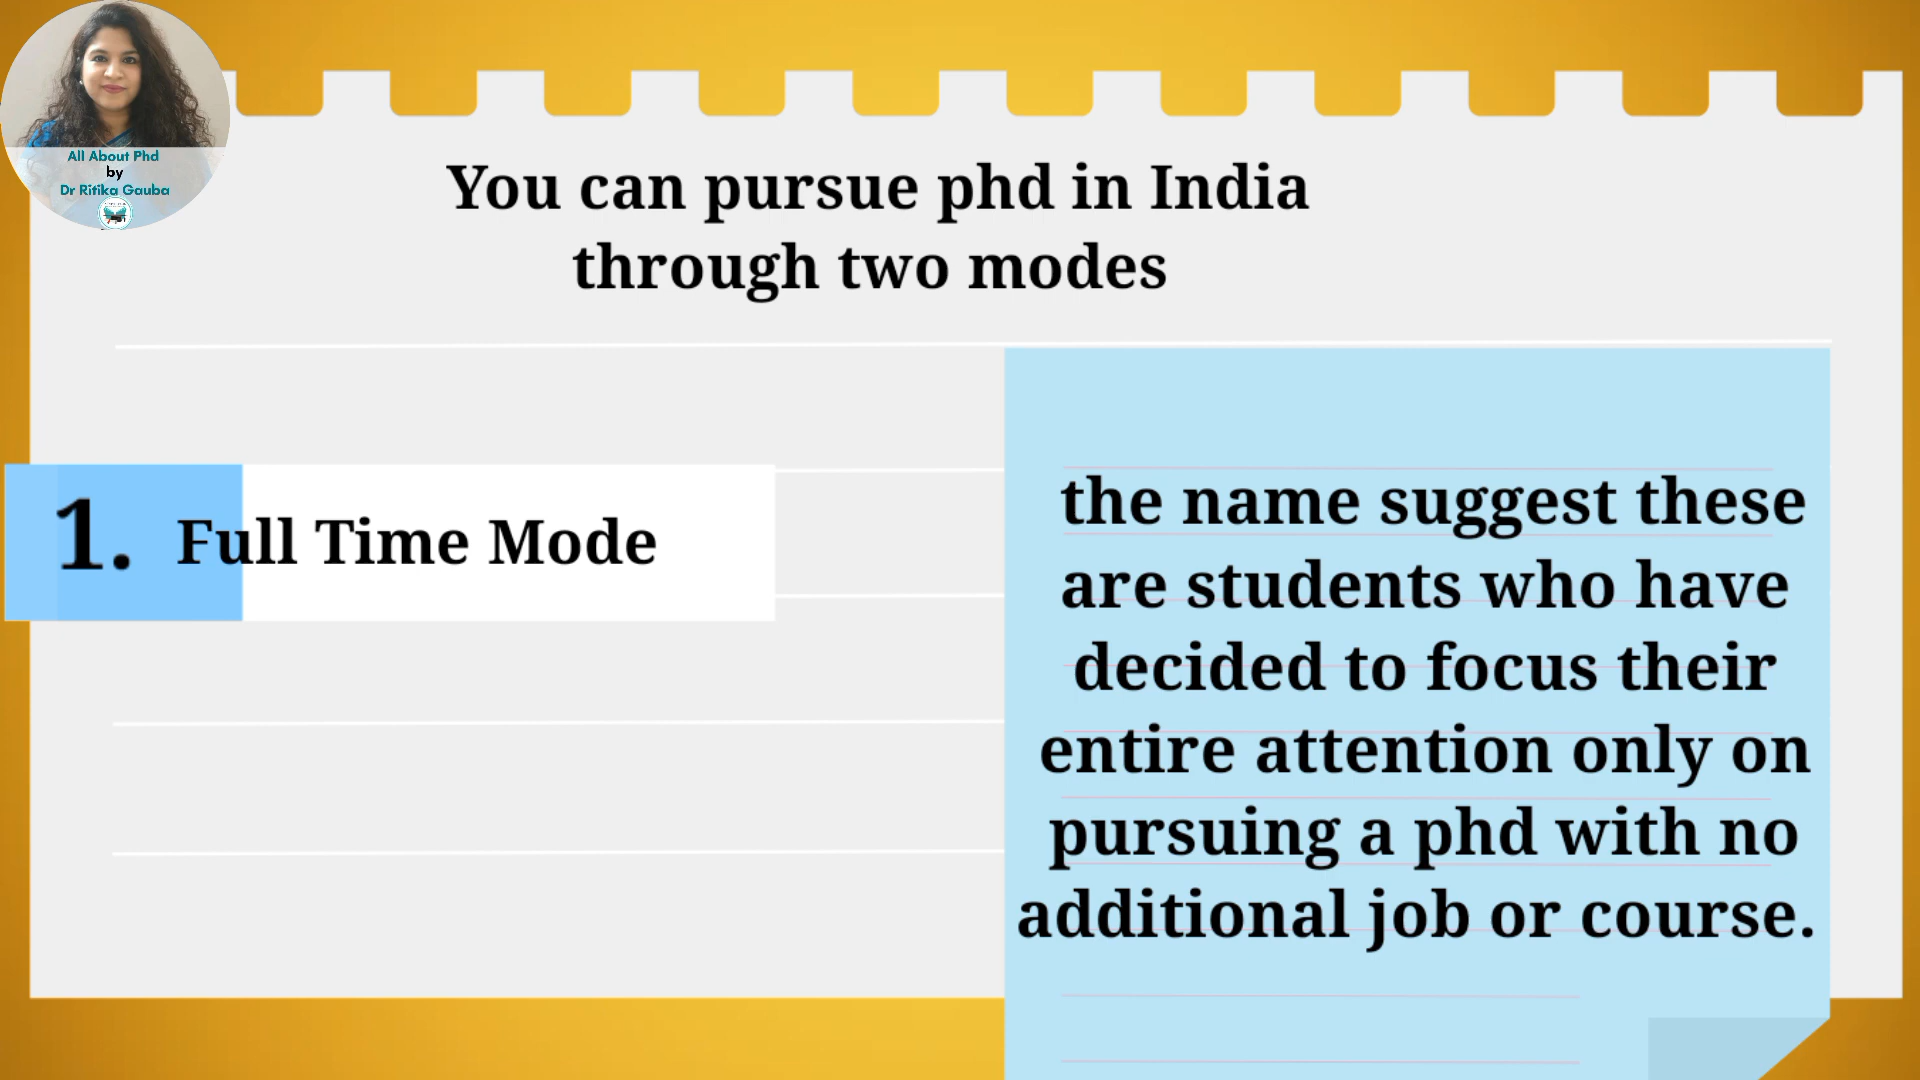 All About Phd
by
Dr Ritika Gauba
You can pursue phd in India
through two modes
1. Full Time Mode
the name suggest these
are students who have
decided to focus their
entire attention only on
pursuing a phd with no
additional job or course.